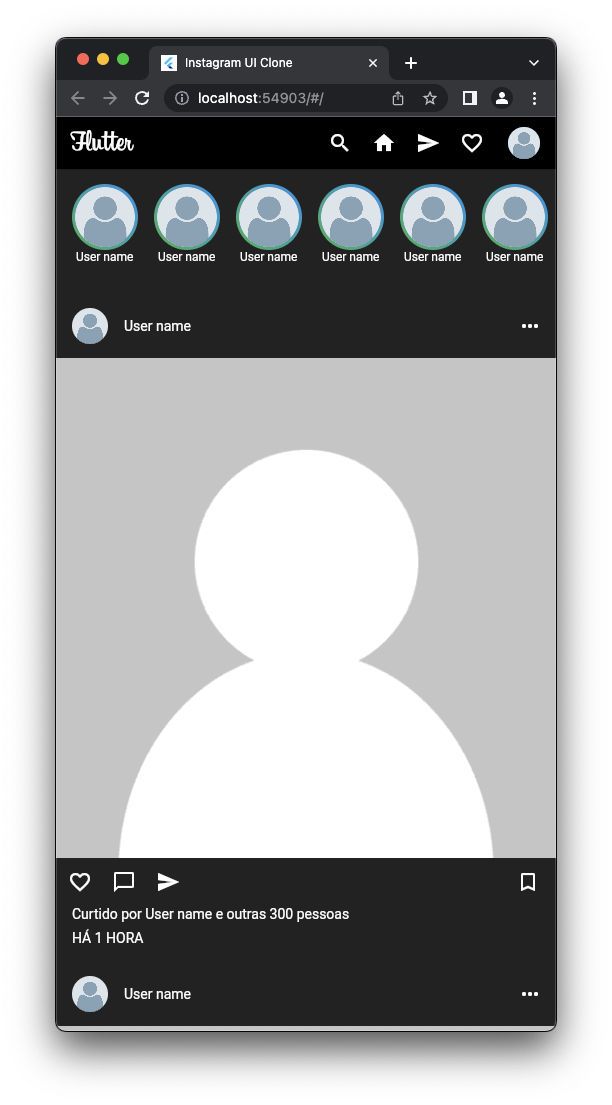 Instagram UI Clone
localhost:54903/#/
Flutter
User name User name User name User name User name User name
User name
Curtido por User name e outras 300 pessoas
HÁ 1 HORA
User name